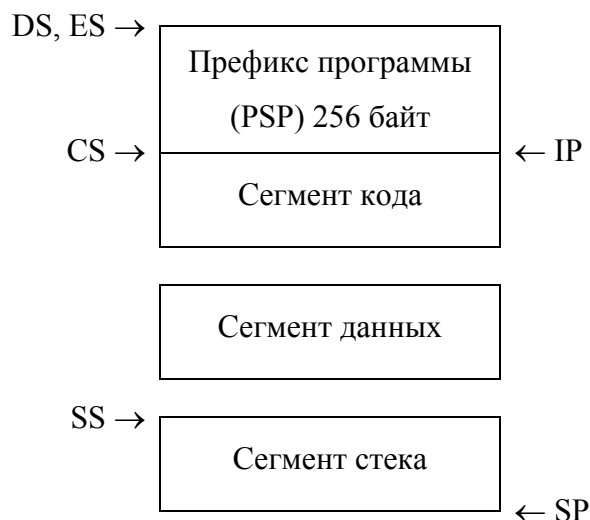 DS, ES →
Префикс программы
(PSP) 256 байт
CS →
← IP
Сегмент кода
Сегмент данных
SS →
Сегмент стека
← SP